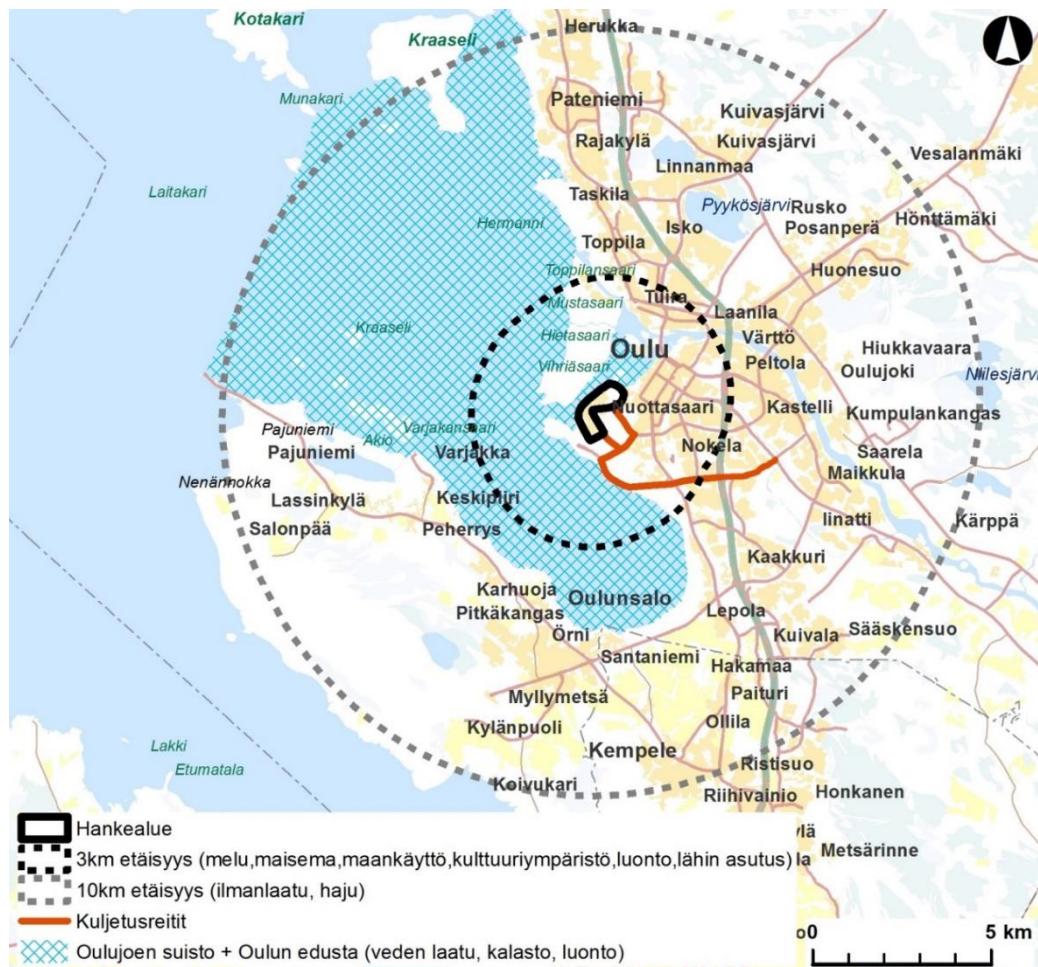 Kotakari
Herukka
Kraaseli
Munakari
Pateniemi
Kuivasjärvi
Rajakylä
Kuivasjärvi
Linnanmaa
Vesalanmäki
Laitakari
Taskila
Pyykösjärvi
Rusko
Hönttämäki
Hermanni
Isko
Posanperä
Toppila
Huonesuo
Toppilansaari
Tuira
Mustasaari
Laanila
Kraaseli
Hietasaari
Oulu
Värttö
Hiukkavaara
Vihriäsaari
Peltola
Oulujoki
Niilesjärvi
Nuottasaari
Kastelli
Kumpulankangas
Pajuniemi
Varjakansaari
Akio
Pajuniemi
Varjakka
Nokela
Saarela
Maikkula
Nenännokka
Lassinkylä
Keskipiiri
Salonpää
Peherrys
Iinatti
Kärppä
Kaakkuri
Karhuoja
Oulunsalo
Pitkäkangas
Lepola
Örni
Kuivala
Sääskensuo
Santaniemi
Hakamaa
Myllymetsä
Paituri
Kylänpuoli
Ollila
Lakki
Kempele
Etumatala
Ristisuo
Koivukari
Riihivainio
Honkanen
ylä
Metsärinne
la
Hankealue
3km etäisyys (melu,maisema,maankäyttö,kulttuuriympäristö,luonto,lähin asutus)
10km etäisyys (ilmanlaatu, haju)
Kuljetusreitit
Oulujoen suisto + Oulun edusta (veden laatu, kalasto, luonto)
o0 5 km